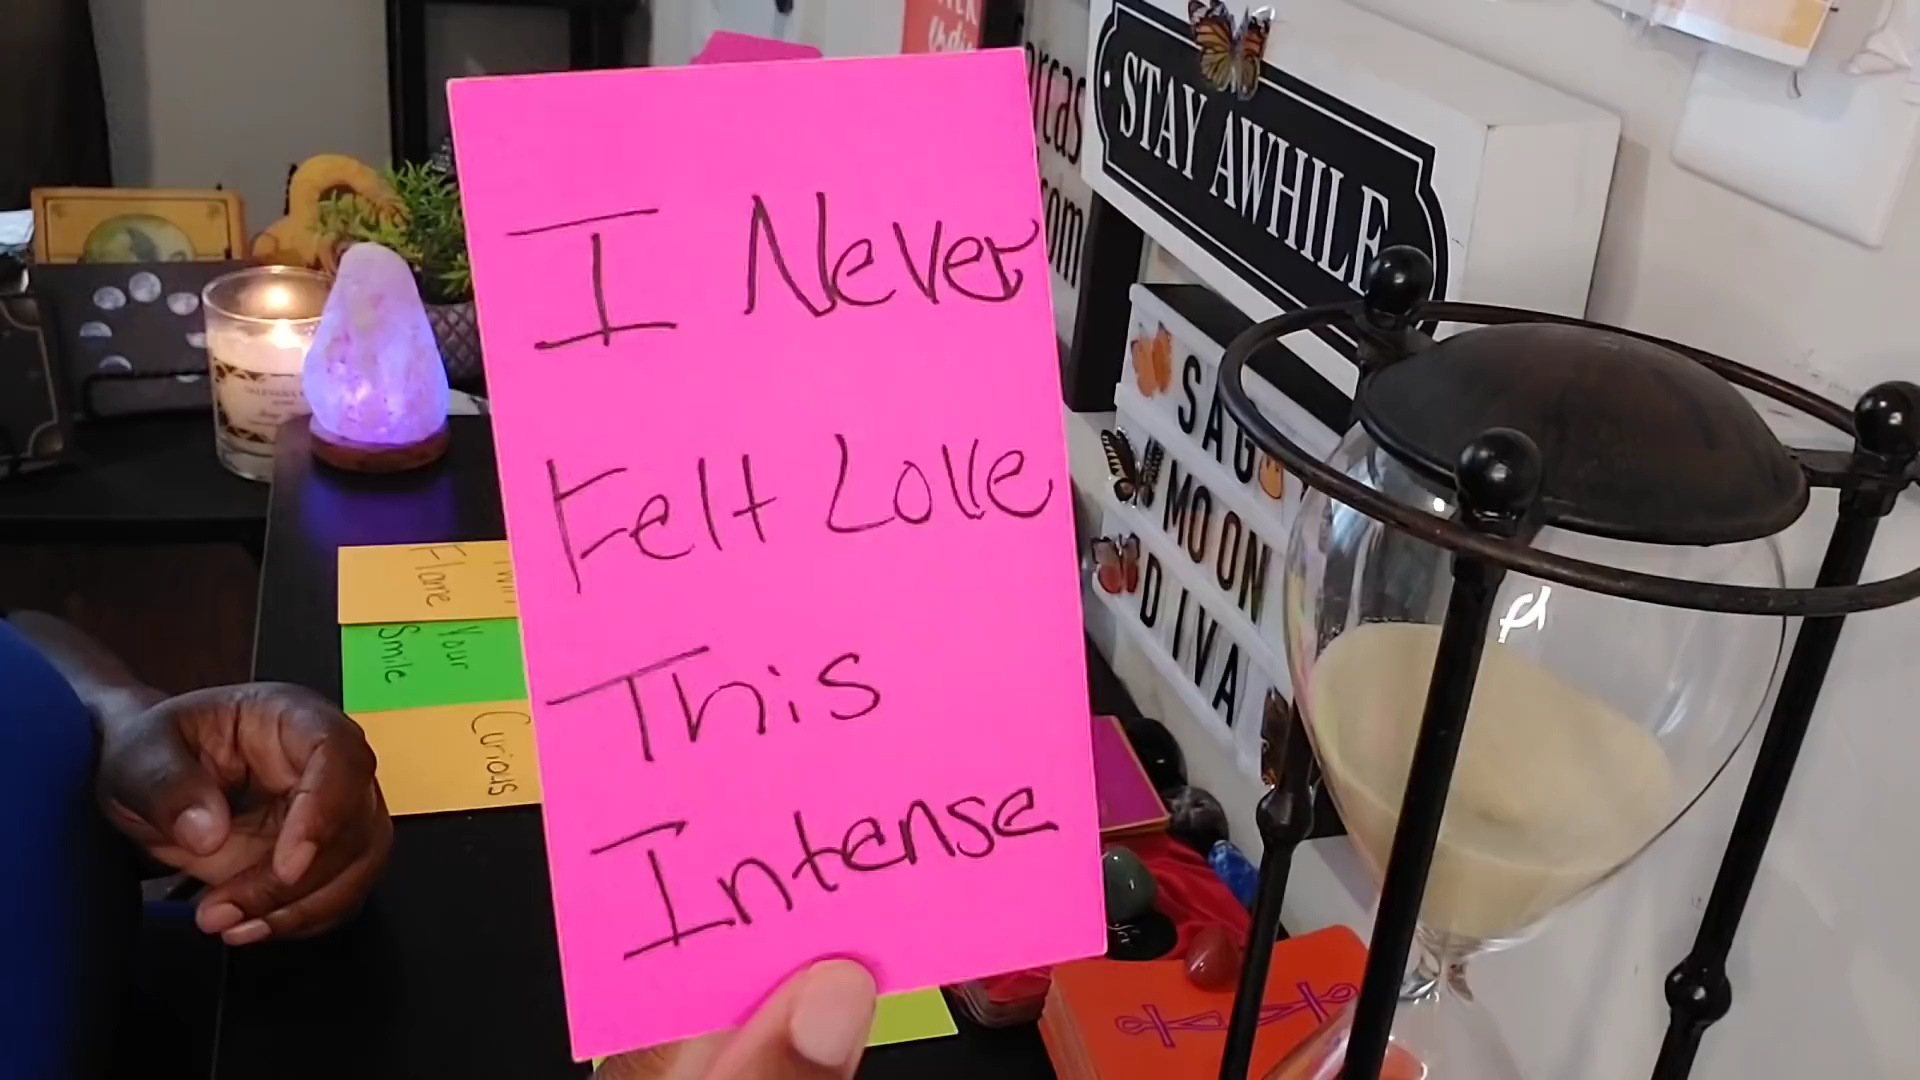 I Never
Felt Love
This
Intense
STAY AWHILE
SAG
MOON
DIVA
Flame
Your
Smile
Curious